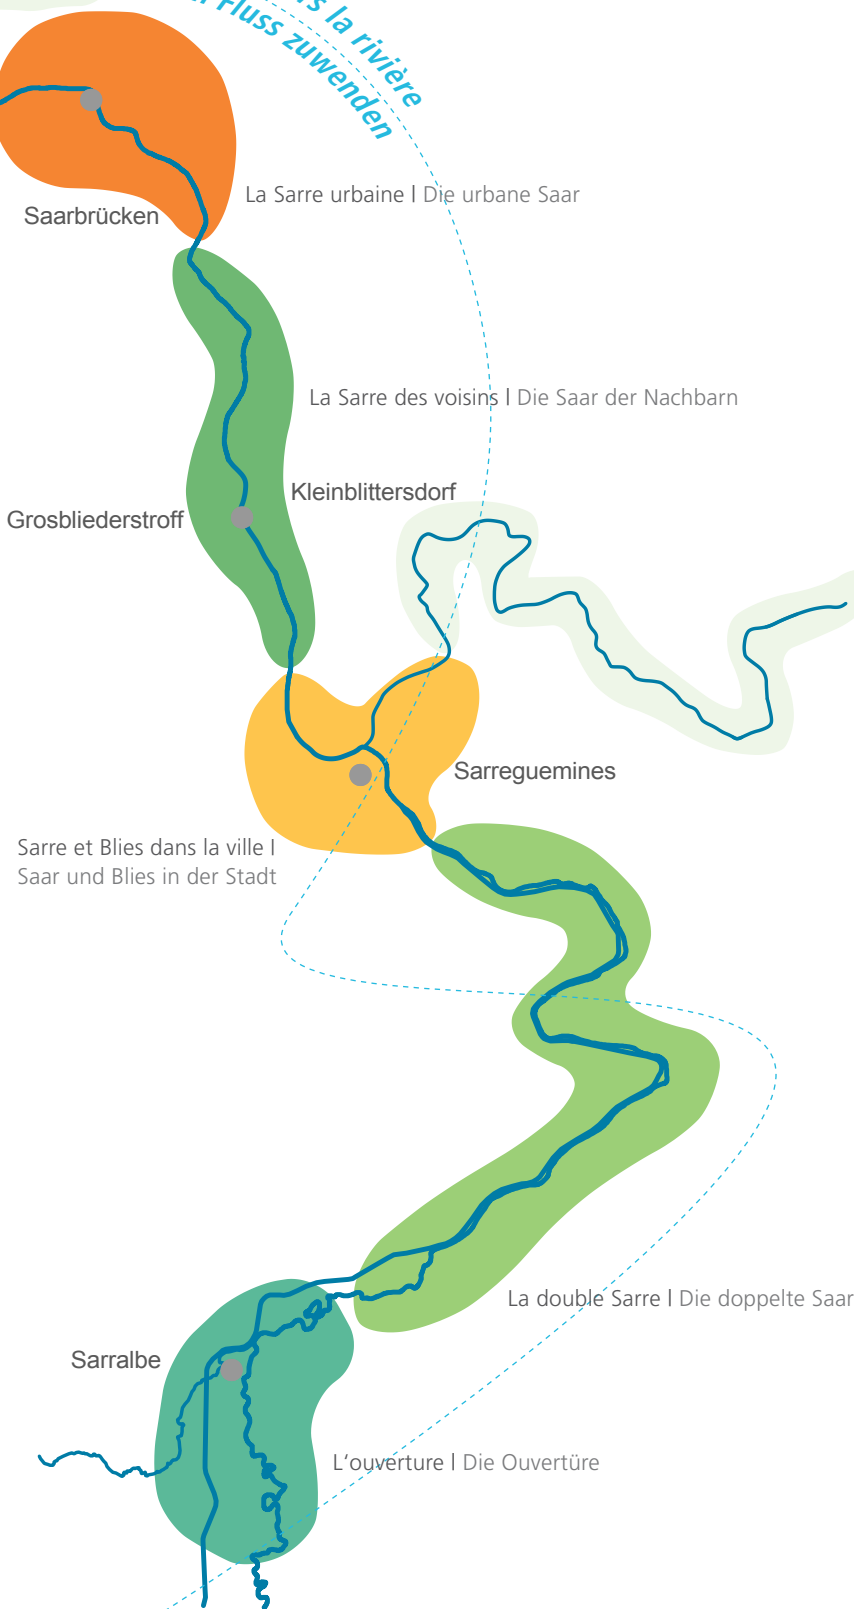 la rivière
Fluss zuwenden
La Sarre urbaine l Die urbane Saar
Saarbrücken
La Sarre des voisins l Die Saar der Nachbarn
Kleinblittersdorf
Grosbliederstroff
Sarreguemines
Sarre et Blies dans la ville l
Saar und Blies in der Stadt
La double Sarre l Die doppelte Saar
Sarralbe
L‘ouverture l Die Ouvertüre